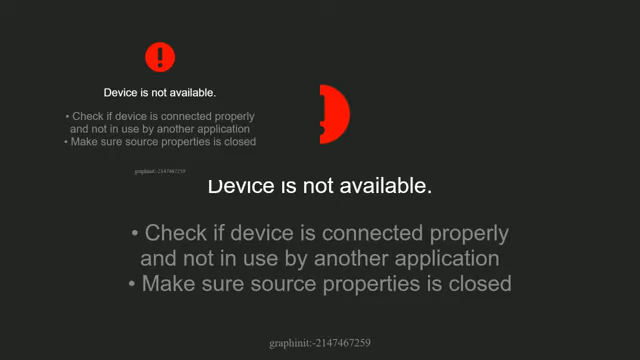 Device is not available.
• Check if device is connected properly
and not in use by another application
• Make sure source properties is closed
graphinit:-2147467259
Device is not available.
• Check if device is connected properly
and not in use by another application
• Make sure source properties is closed
graphinit:-2147467259